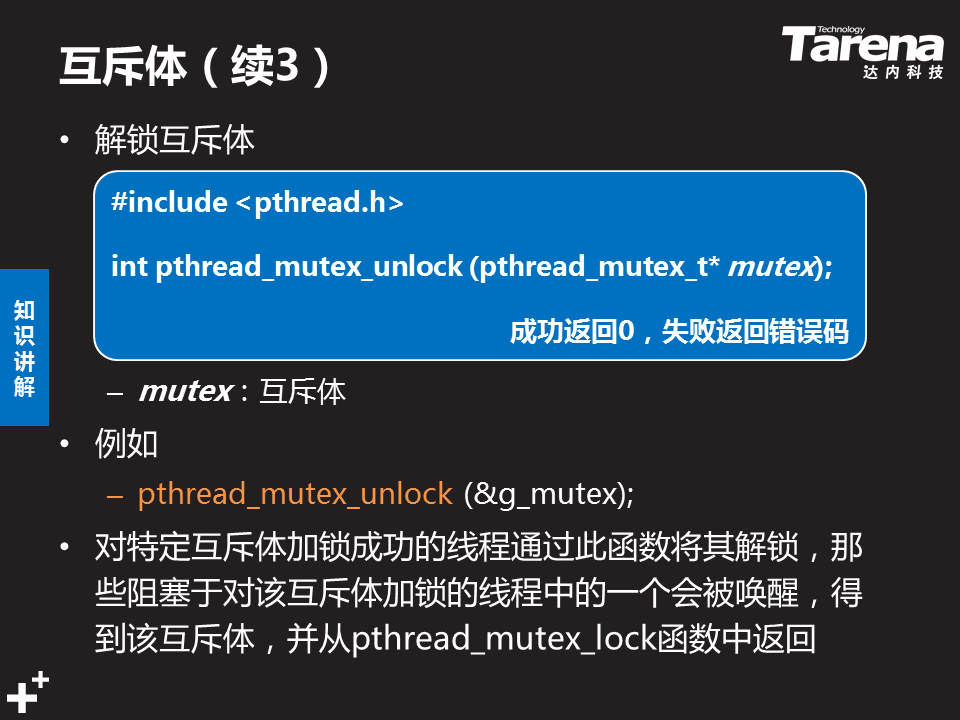 互斥体（续3）
Technology
Tarena
达内科技
• 解锁互斥体
#include <pthread.h>
int pthread_mutex_unlock (pthread_mutex_t* mutex);
成功返回0，失败返回错误码
知
识
讲
解
– mutex：互斥体
• 例如
– pthread_mutex_unlock (&g_mutex);
• 对特定互斥体加锁成功的线程通过此函数将其解锁，那
些阻塞于对该互斥体加锁的线程中的一个会被唤醒，得
到该互斥体，并从pthread_mutex_lock函数中返回